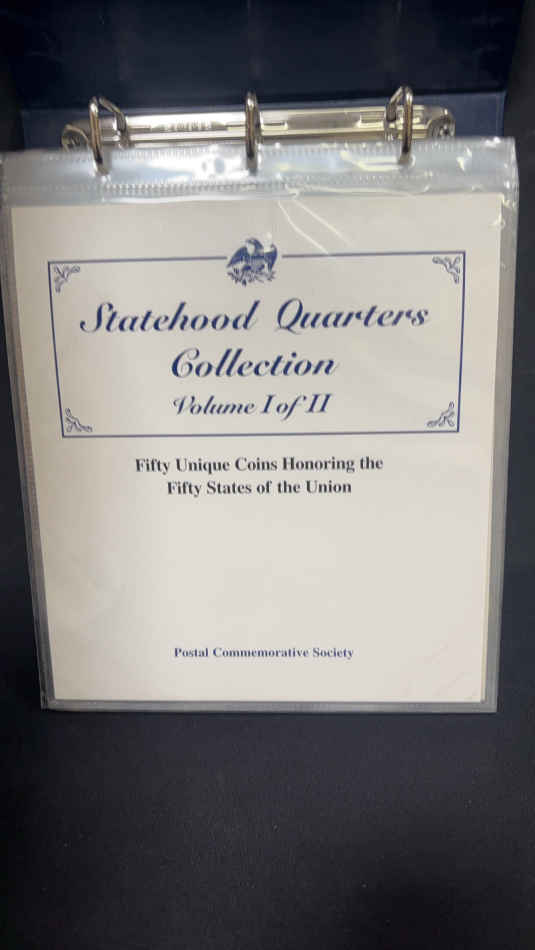 Statehood Quarters
Collection
Volume I of II
Fifty Unique Coins Honoring the
Fifty States of the Union
Postal Commemorative Society